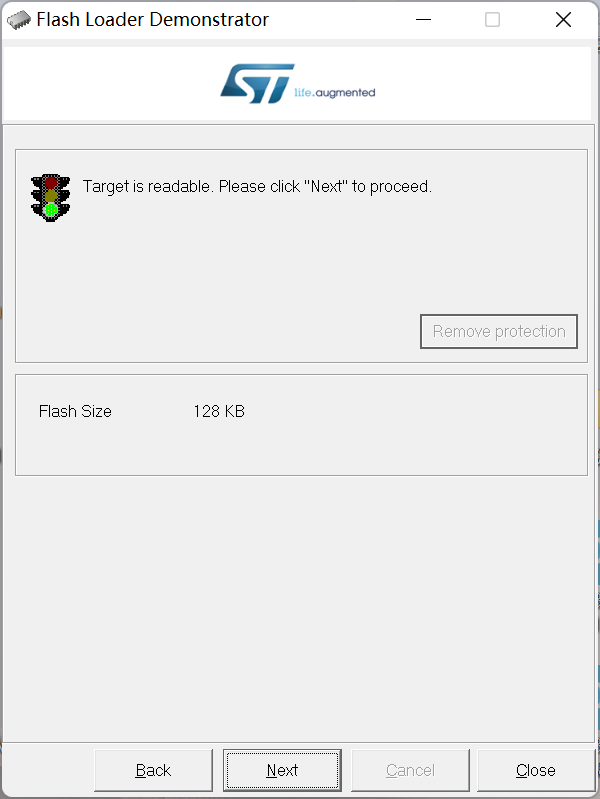 Flash Loader Demonstrator
ST life.augmented
Target is readable. Please click "Next" to proceed.
Remove protection
Flash Size 128 KB
Back Next Cancel Close